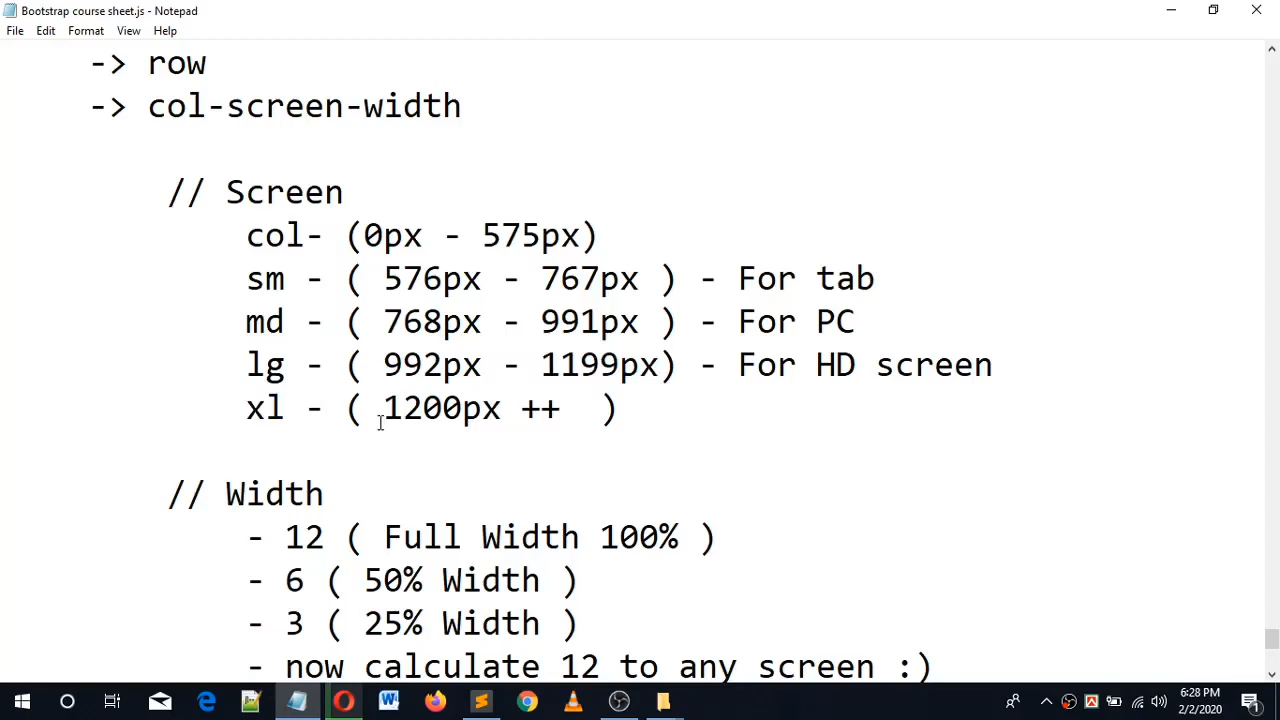 Bootstrap course sheet.js - Notepad
File Edit Format View Help
-> row
-> col-screen-width
// Screen
col- (0px - 575px)
sm - ( 576px - 767px ) - For tab
md - ( 768px - 991px ) - For PC
lg - ( 992px - 1199px) - For HD screen
xl - ( 1200px ++  )
// Width
- 12 ( Full Width 100% )
- 6 ( 50% Width )
- 3 ( 25% Width )
- now calculate 12 to any screen :)
6:28 PM
2/2/2020